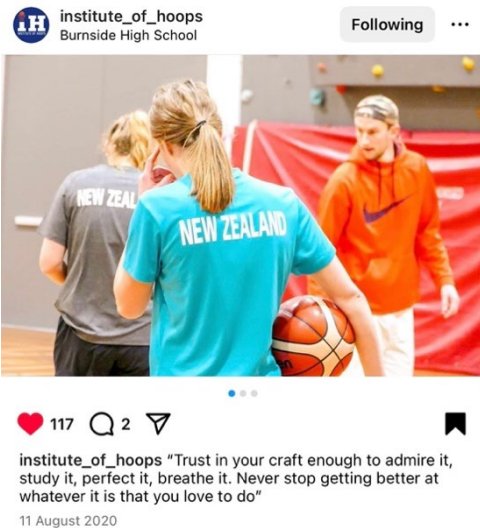 iH
institute_of_hoops
Burnside High School
Following
NEW ZEAL
NEW ZEALAND
117
2
institute_of_hoops "Trust in your craft enough to admire it,
study it, perfect it, breathe it. Never stop getting better at
whatever it is that you love to do"
11 August 2020